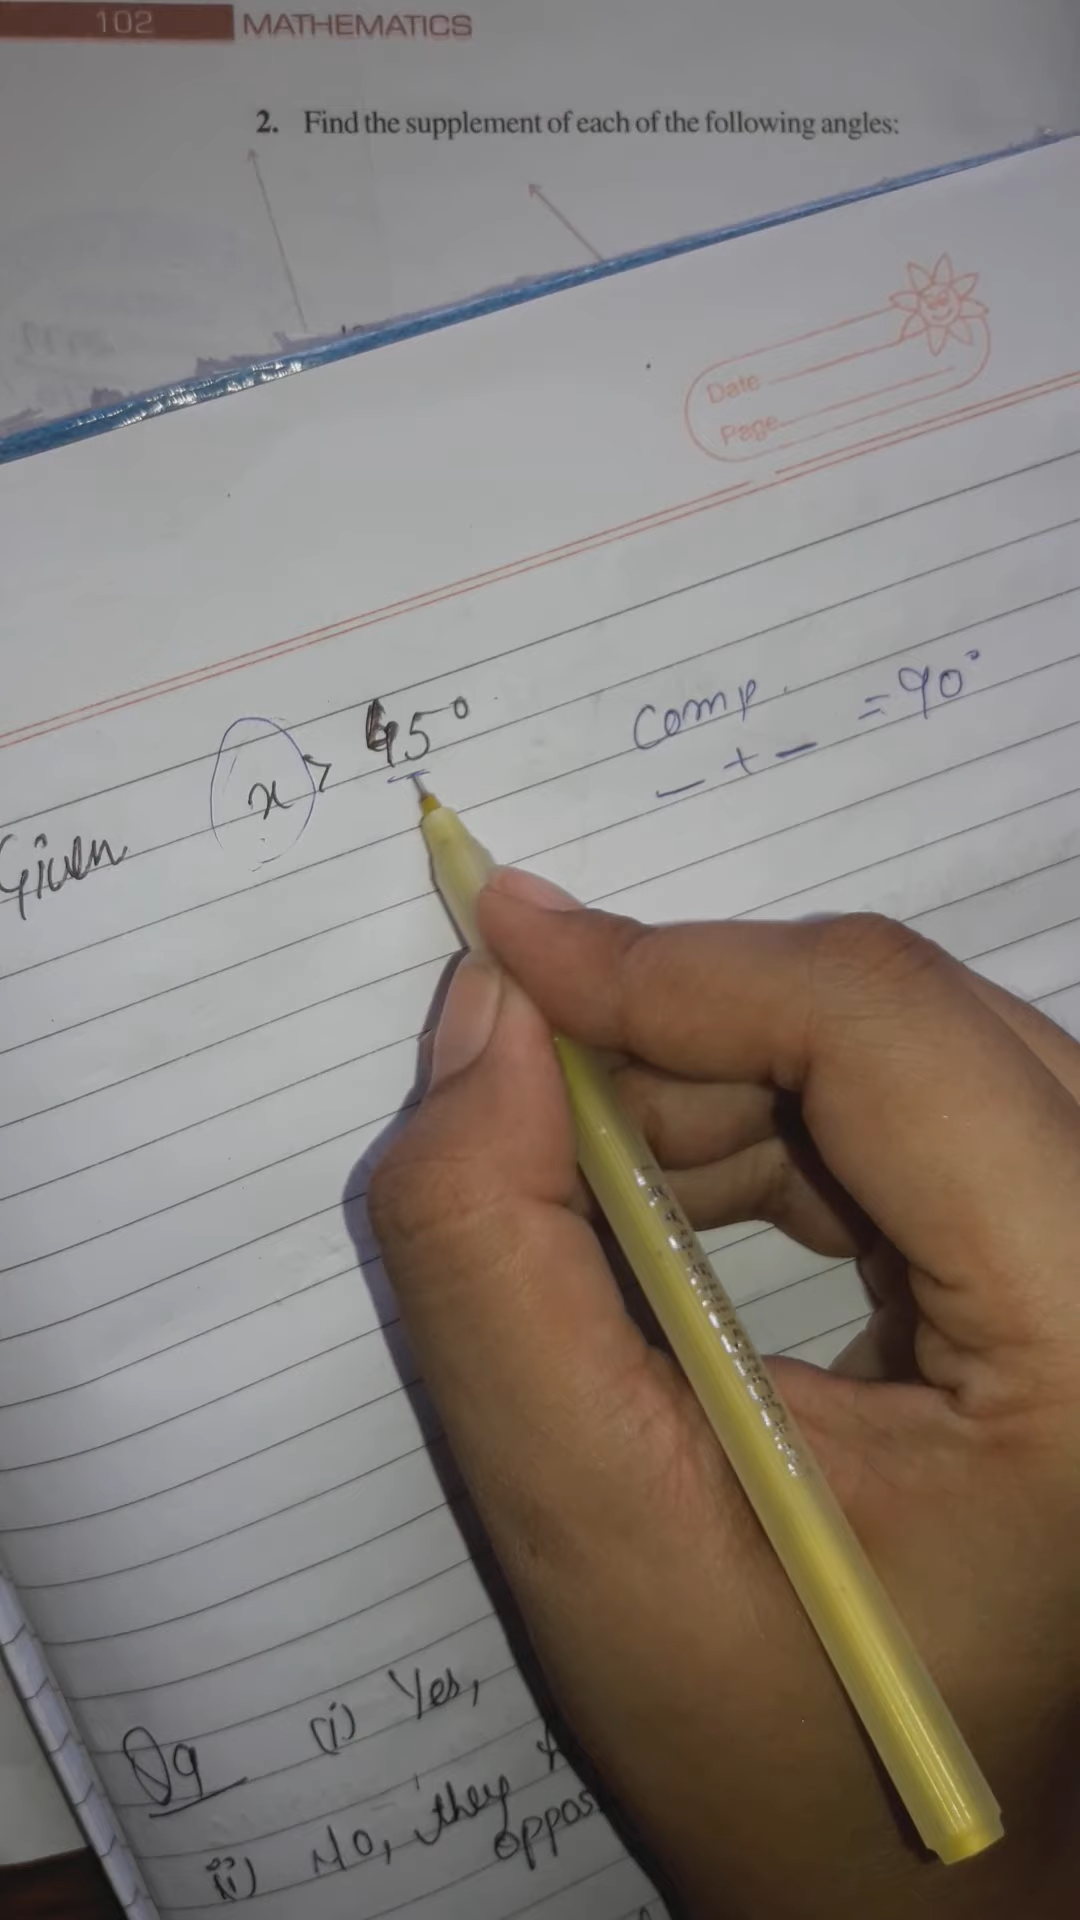 102 MATHEMATICS
2. Find the supplement of each of the following angles:
Date
Page
Given x > 45°
Comp.
_ + _ = 90°
Q9 (i) Yes,
(ii) No, they
oppos